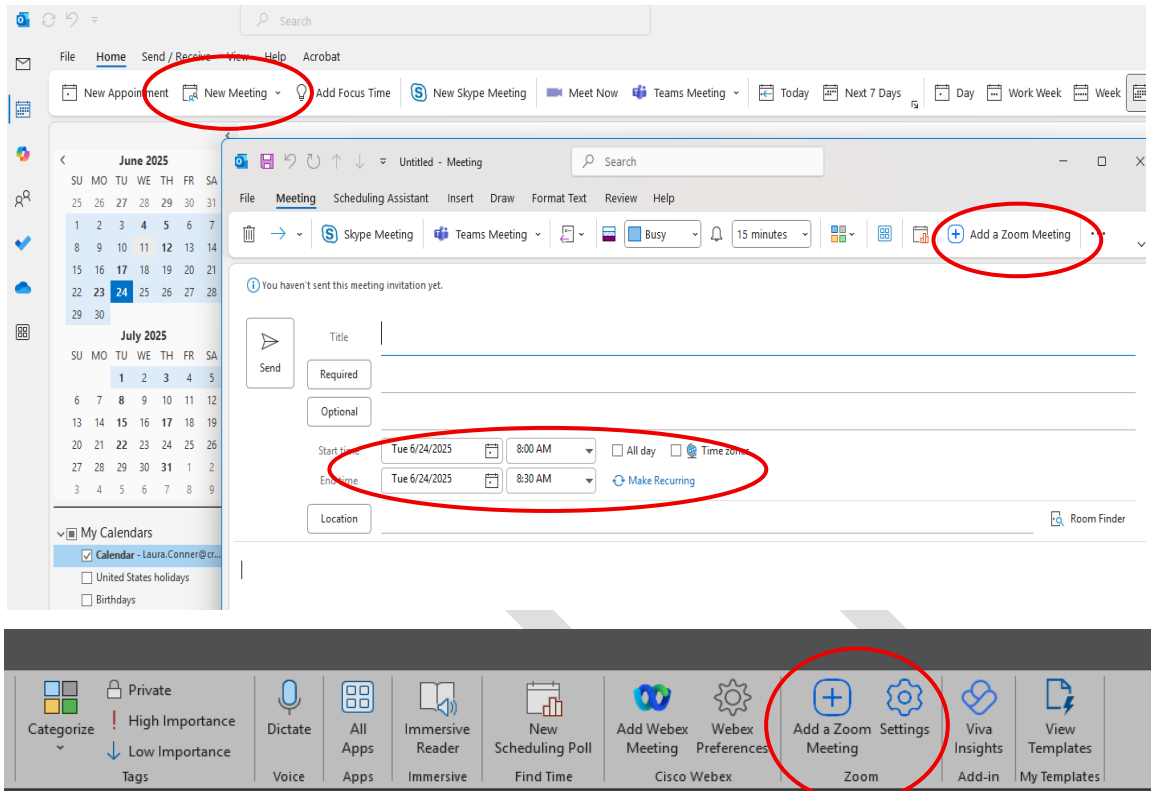 Search
File Home Send / Receive View Help Acrobat
New Appointment New Meeting Add Focus Time New Skype Meeting Meet Now Teams Meeting Today Next 7 Days Day Work Week Week
June 2025
SU MO TU WE TH FR SA
25 26 27 28 29 30 31
1 2 3 4 5 6 7
8 9 10 11 12 13 14
15 16 17 18 19 20 21
22 23 24 25 26 27 28
29 30
July 2025
SU MO TU WE TH FR SA
1 2 3 4 5
6 7 8 9 10 11 12
13 14 15 16 17 18 19
20 21 22 23 24 25 26
27 28 29 30 31 1 2
3 4 5 6 7 8 9
My Calendars
Calendar - Laura.Conner@cr...
United States holidays
Birthdays
Untitled - Meeting Search
File Meeting Scheduling Assistant Insert Draw Format Text Review Help
Skype Meeting Teams Meeting Busy 15 minutes Add a Zoom Meeting ...
You haven't sent this meeting invitation yet.
Send
Title
Required
Optional
Start time Tue 6/24/2025 8:00 AM All day Time zones
End time Tue 6/24/2025 8:30 AM Make Recurring
Location Room Finder
Categorize
Private
High Importance
Low Importance
Tags
Dictate
Voice
All
Apps
Apps
Immersive
Reader
Immersive
New
Scheduling Poll
Find Time
Add Webex
Meeting
Webex
Preferences
Cisco Webex
Add a Zoom
Meeting
Settings
Zoom
Viva
Insights
Add-in
View
Templates
My Templates